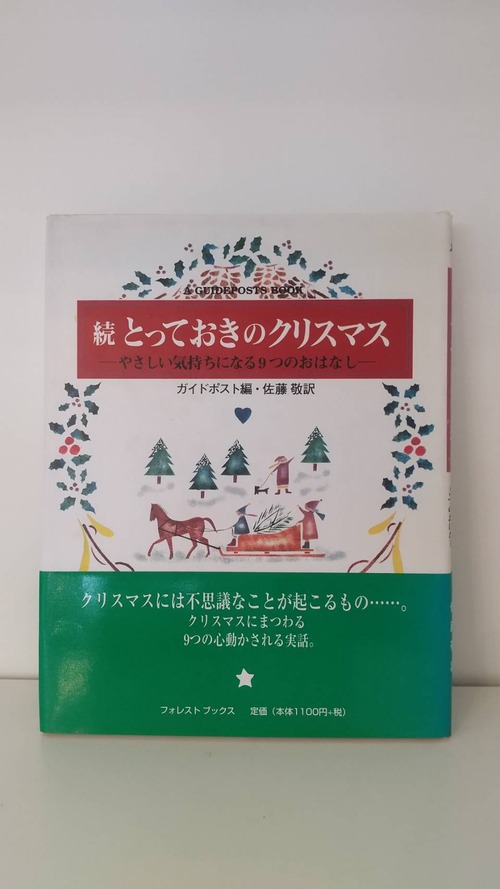 A GUIDEPOSTS BOOK
続 とっておきのクリスマス
―やさしい気持ちになる9つのおはなし―
ガイドポスト編・佐藤 敬訳
クリスマスには不思議なことが起こるもの……。
クリスマスにまつわる
9つの心動かされる実話。
フォレストブックス 定価（本体1100円+税）